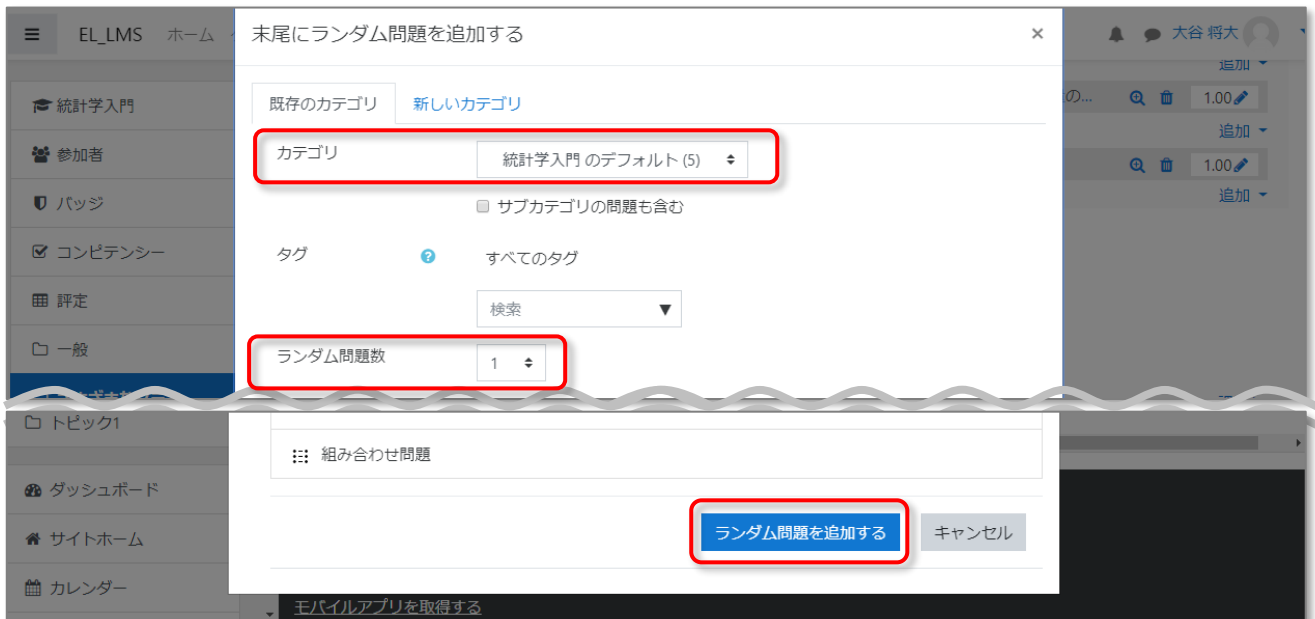 EL_LMS ホーム
末尾にランダム問題を追加する ×
大谷 将大
追加
既存のカテゴリ 新しいカテゴリ
統計学入門
の... 1.00
カテゴリ 統計学入門 のデフォルト (5)
追加
参加者
1.00
サブカテゴリの問題も含む
追加
バッジ
コンピテンシー
タグ すべてのタグ
評定
検索
一般
ランダム問題数 1
トピック1
組み合わせ問題
ダッシュボード
ランダム問題を追加する キャンセル
サイトホーム
カレンダー
モバイルアプリを取得する